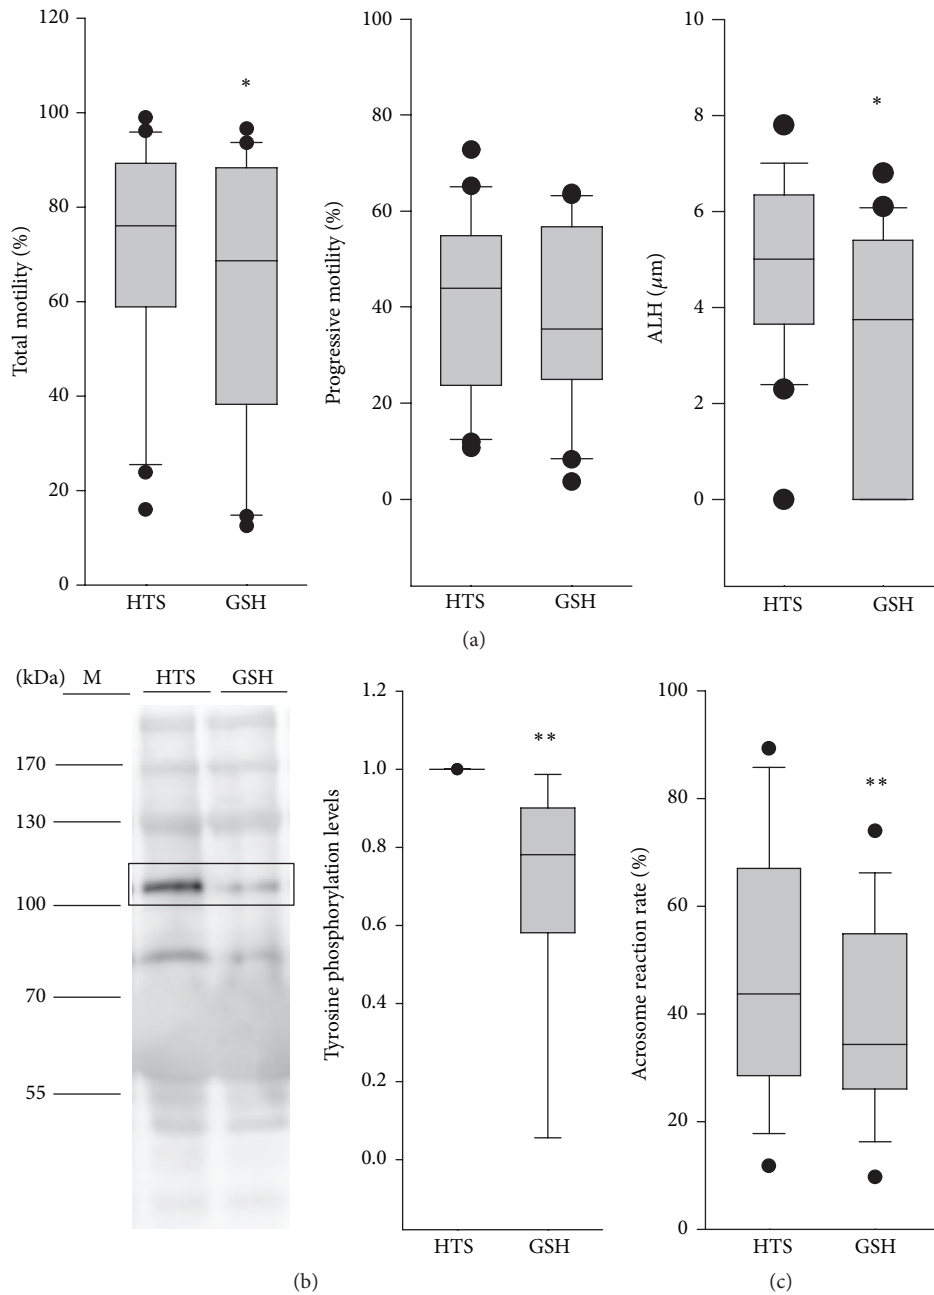 Total motility (%)
120
100
80
60
40
20
0
*
HTS GSH
Progressive motility (%)
100
80
60
40
20
0
HTS GSH
ALH (μm)
10
8
6
4
2
0
*
HTS GSH
(a)
(kDa) M HTS GSH
170
130
100
70
55
Tyrosine phosphorylation levels
1.2
1.0
0.8
0.6
0.4
0.2
0.0
**
HTS GSH
(b)
Acrosome reaction rate (%)
100
80
60
40
20
0
**
HTS GSH
(c)